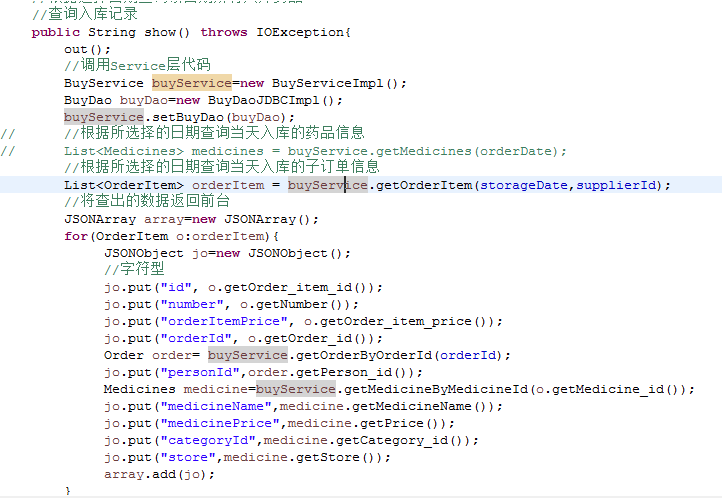 //查询入库记录
public String show() throws IOException{
out();
//调用Service层代码
BuyService buyService=new BuyServiceImpl();
BuyDao buyDao=new BuyDaoJDBCImpl();
buyService.setBuyDao(buyDao);
// //根据所选择的日期查询当天入库的药品信息
// List<Medicines> medicines = buyService.getMedicines(orderDate);
//根据所选择的日期查询当天入库的子订单信息
List<OrderItem> orderItem = buyService.getOrderItem(storageDate,supplierId);
//将查出的数据返回前台
JSONArray array=new JSONArray();
for(OrderItem o:orderItem){
JSONObject jo=new JSONObject();
//字符型
jo.put("id", o.getOrder_item_id());
jo.put("number", o.getNumber());
jo.put("orderItemPrice", o.getOrder_item_price());
jo.put("orderId", o.getOrder_id());
Order order= buyService.getOrderByOrderId(orderId);
jo.put("personId",order.getPerson_id());
Medicines medicine=buyService.getMedicineByMedicineId(o.getMedicine_id());
jo.put("medicineName",medicine.getMedicineName());
jo.put("medicinePrice",medicine.getPrice());
jo.put("categoryId",medicine.getCategory_id());
jo.put("store",medicine.getStore());
array.add(jo);
}